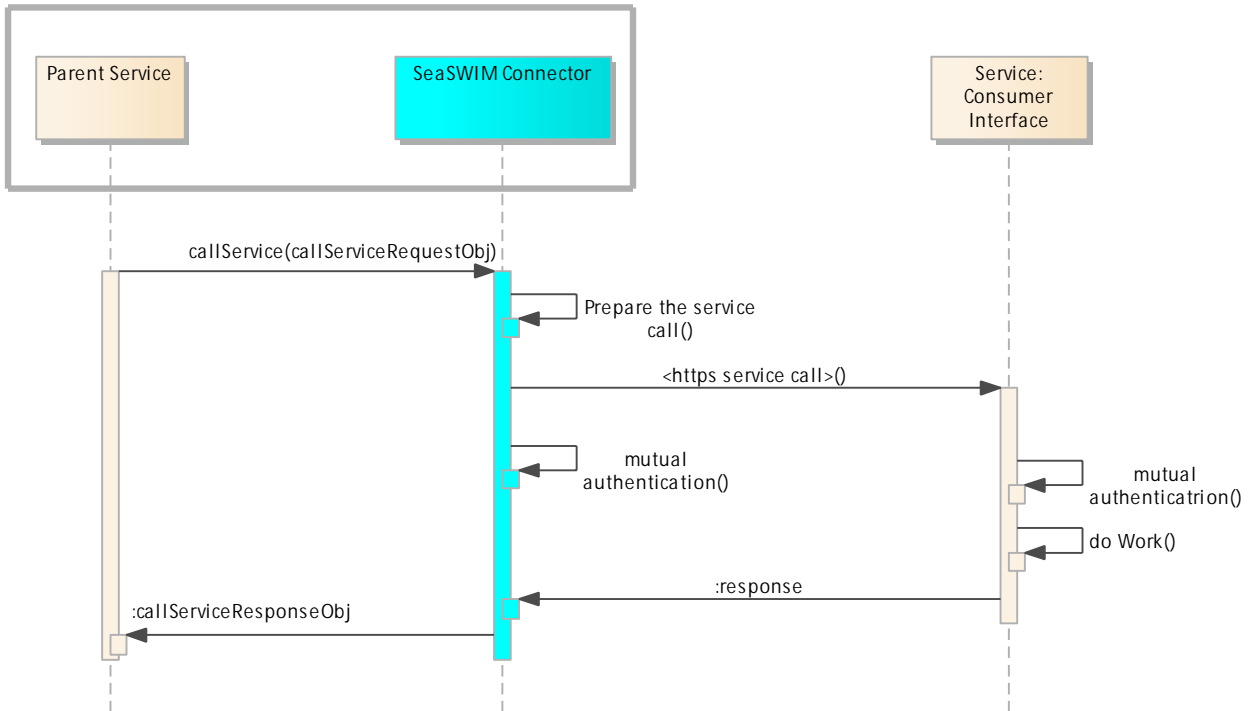 Parent Service
SeaSWIM Connector
Service:
Consumer
Interface
callService(callServiceRequestObj)
Prepare the service
call()
<https service call>()
mutual
authentication()
mutual
authenticatrion()
do Work()
:response
:callServiceResponseObj